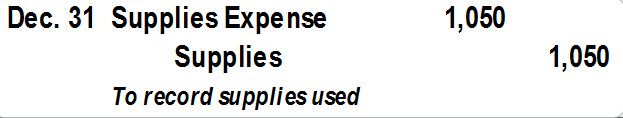 Dec. 31 Supplies Expense 1,050
Supplies 1,050
To record supplies used